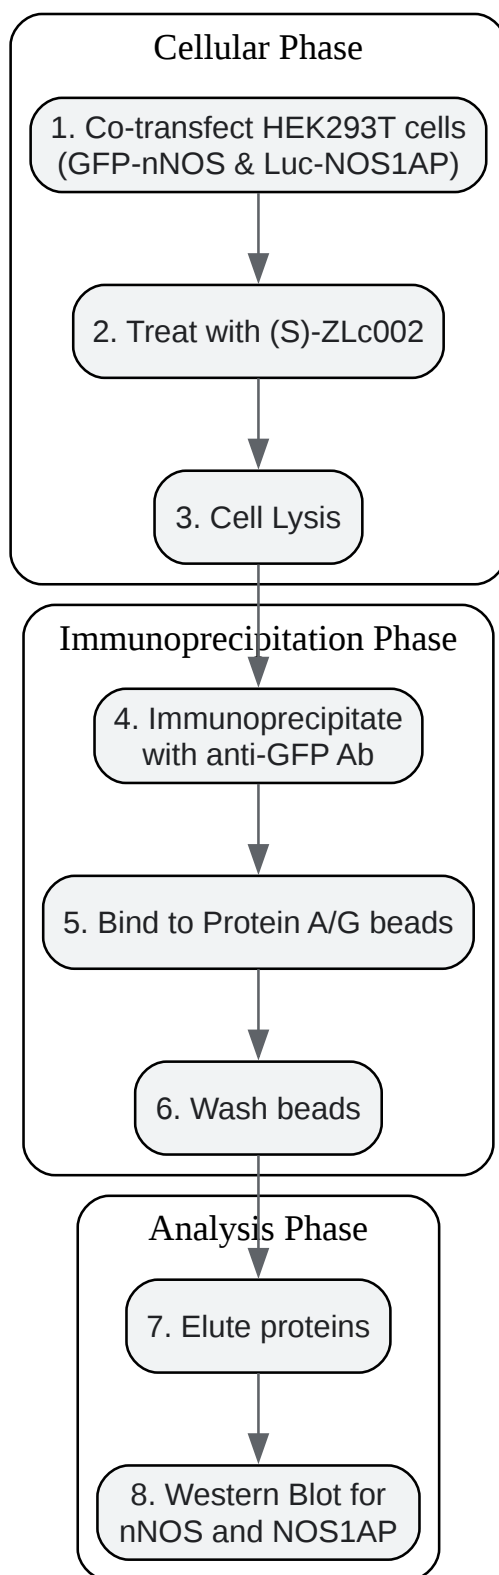 Cellular Phase
1. Co-transfect HEK293T cells
(GFP-nNOS & Luc-NOS1AP)
2. Treat with (S)-ZLc002
3. Cell Lysis
Immunoprecipitation Phase
4. Immunoprecipitate
with anti-GFP Ab
5. Bind to Protein A/G beads
6. Wash beads
Analysis Phase
7. Elute proteins
8. Western Blot for
nNOS and NOS1AP